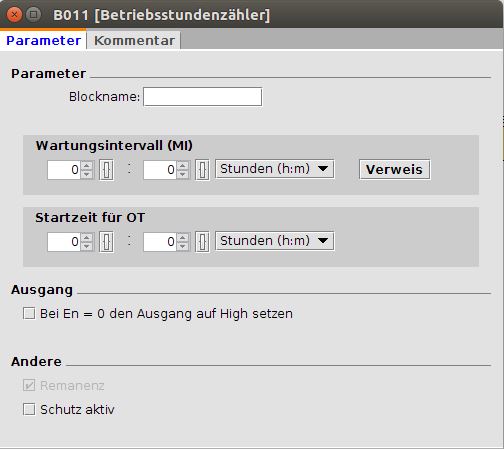 B011 [Betriebsstundenzähler]
Parameter Kommentar
Parameter
Blockname:
Wartungsintervall (MI)
0 : 0 Stunden (h:m) Verweis
Startzeit für OT
0 : 0 Stunden (h:m)
Ausgang
Bei En = 0 den Ausgang auf High setzen
Andere
Remanenz
Schutz aktiv